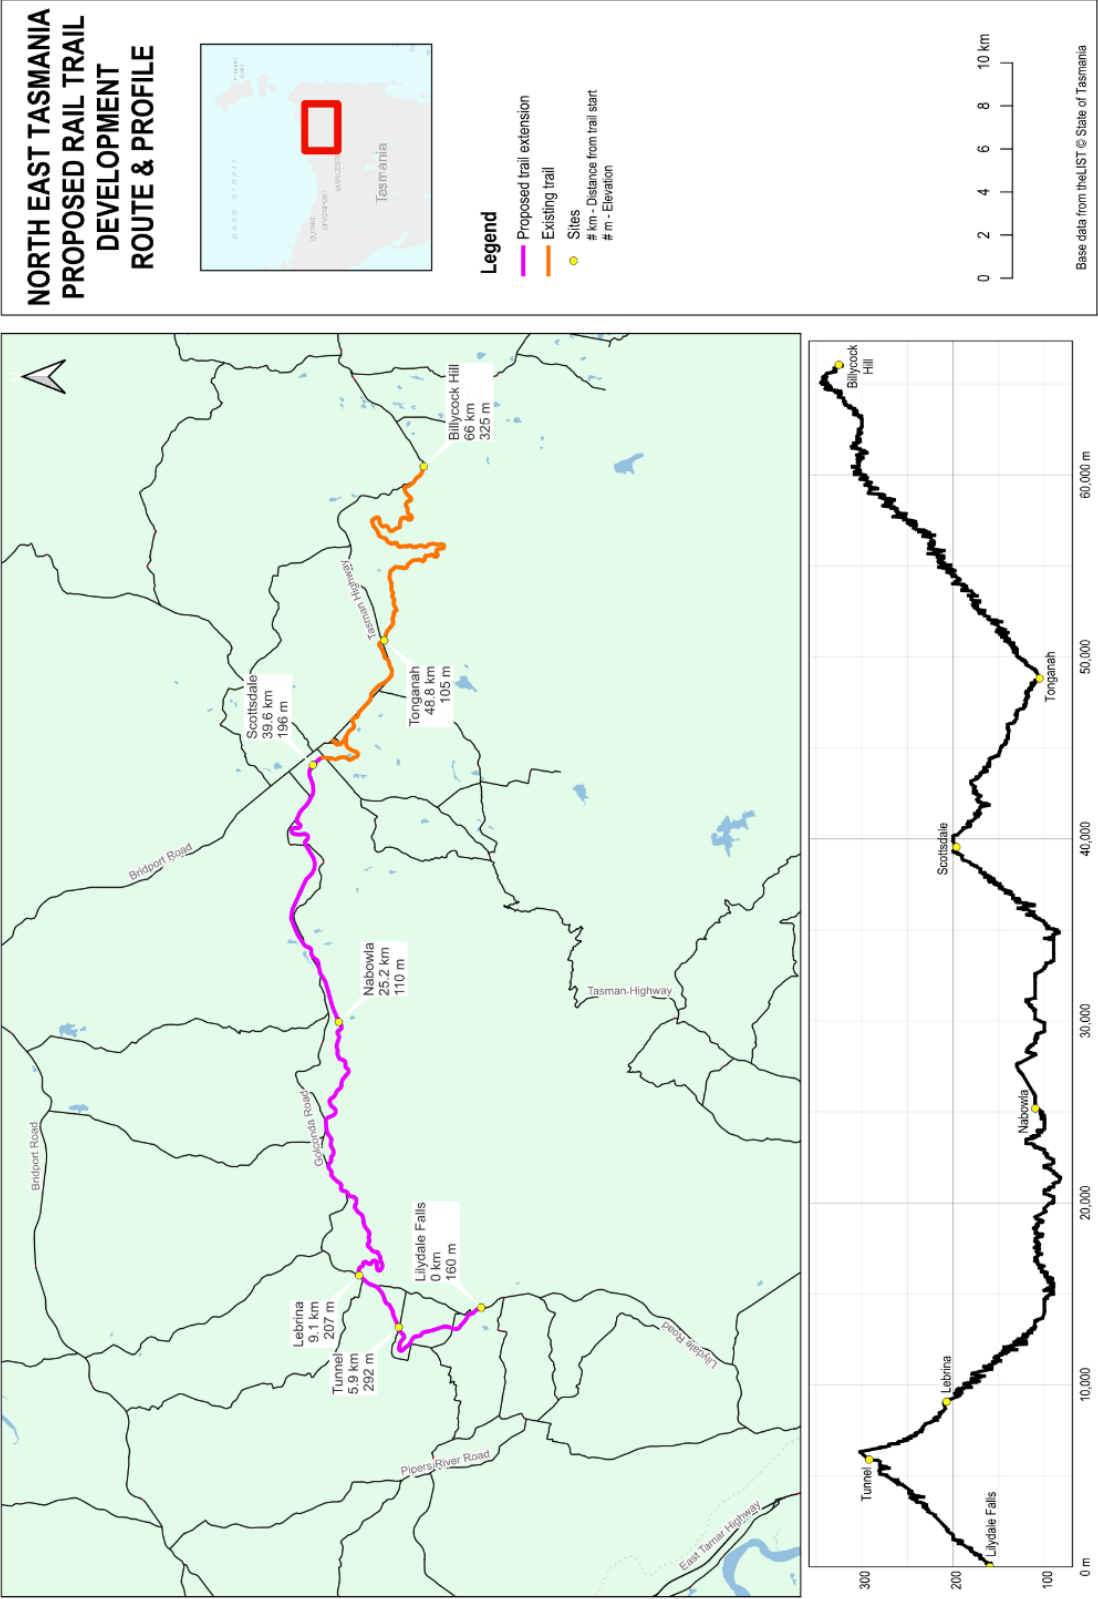 NORTH EAST TASMANIA
PROPOSED RAIL TRAIL
DEVELOPMENT
ROUTE & PROFILE
BASS STRAIT
DEVONPORT
Tasmania
Legend
Proposed trail extension
Existing trail
Sites
# km - Distance from trail start
# m - Elevation
0 2 4 6 8 10 km
Base data from theLIST © State of Tasmania
Bridport Road
Bridport Road
Golconda Road
Tasman Highway
Tasman Highway
Pipers River Road
Lilydale Road
East Tamar Highway
Lebrina
9.1 km
207 m
Tunnel
5.9 km
292 m
Lilydale Falls
0 km
160 m
Nabowla
25.2 km
110 m
Scottsdale
39.6 km
196 m
Tonganah
48.8 km
105 m
Billycock Hill
66 km
325 m
300
200
100
Lilydale Falls
Tunnel
Lebrina
Nabowla
Scottsdale
Tonganah
Billycock
Hill
0 m 10,000 20,000 30,000 40,000 50,000 60,000 m